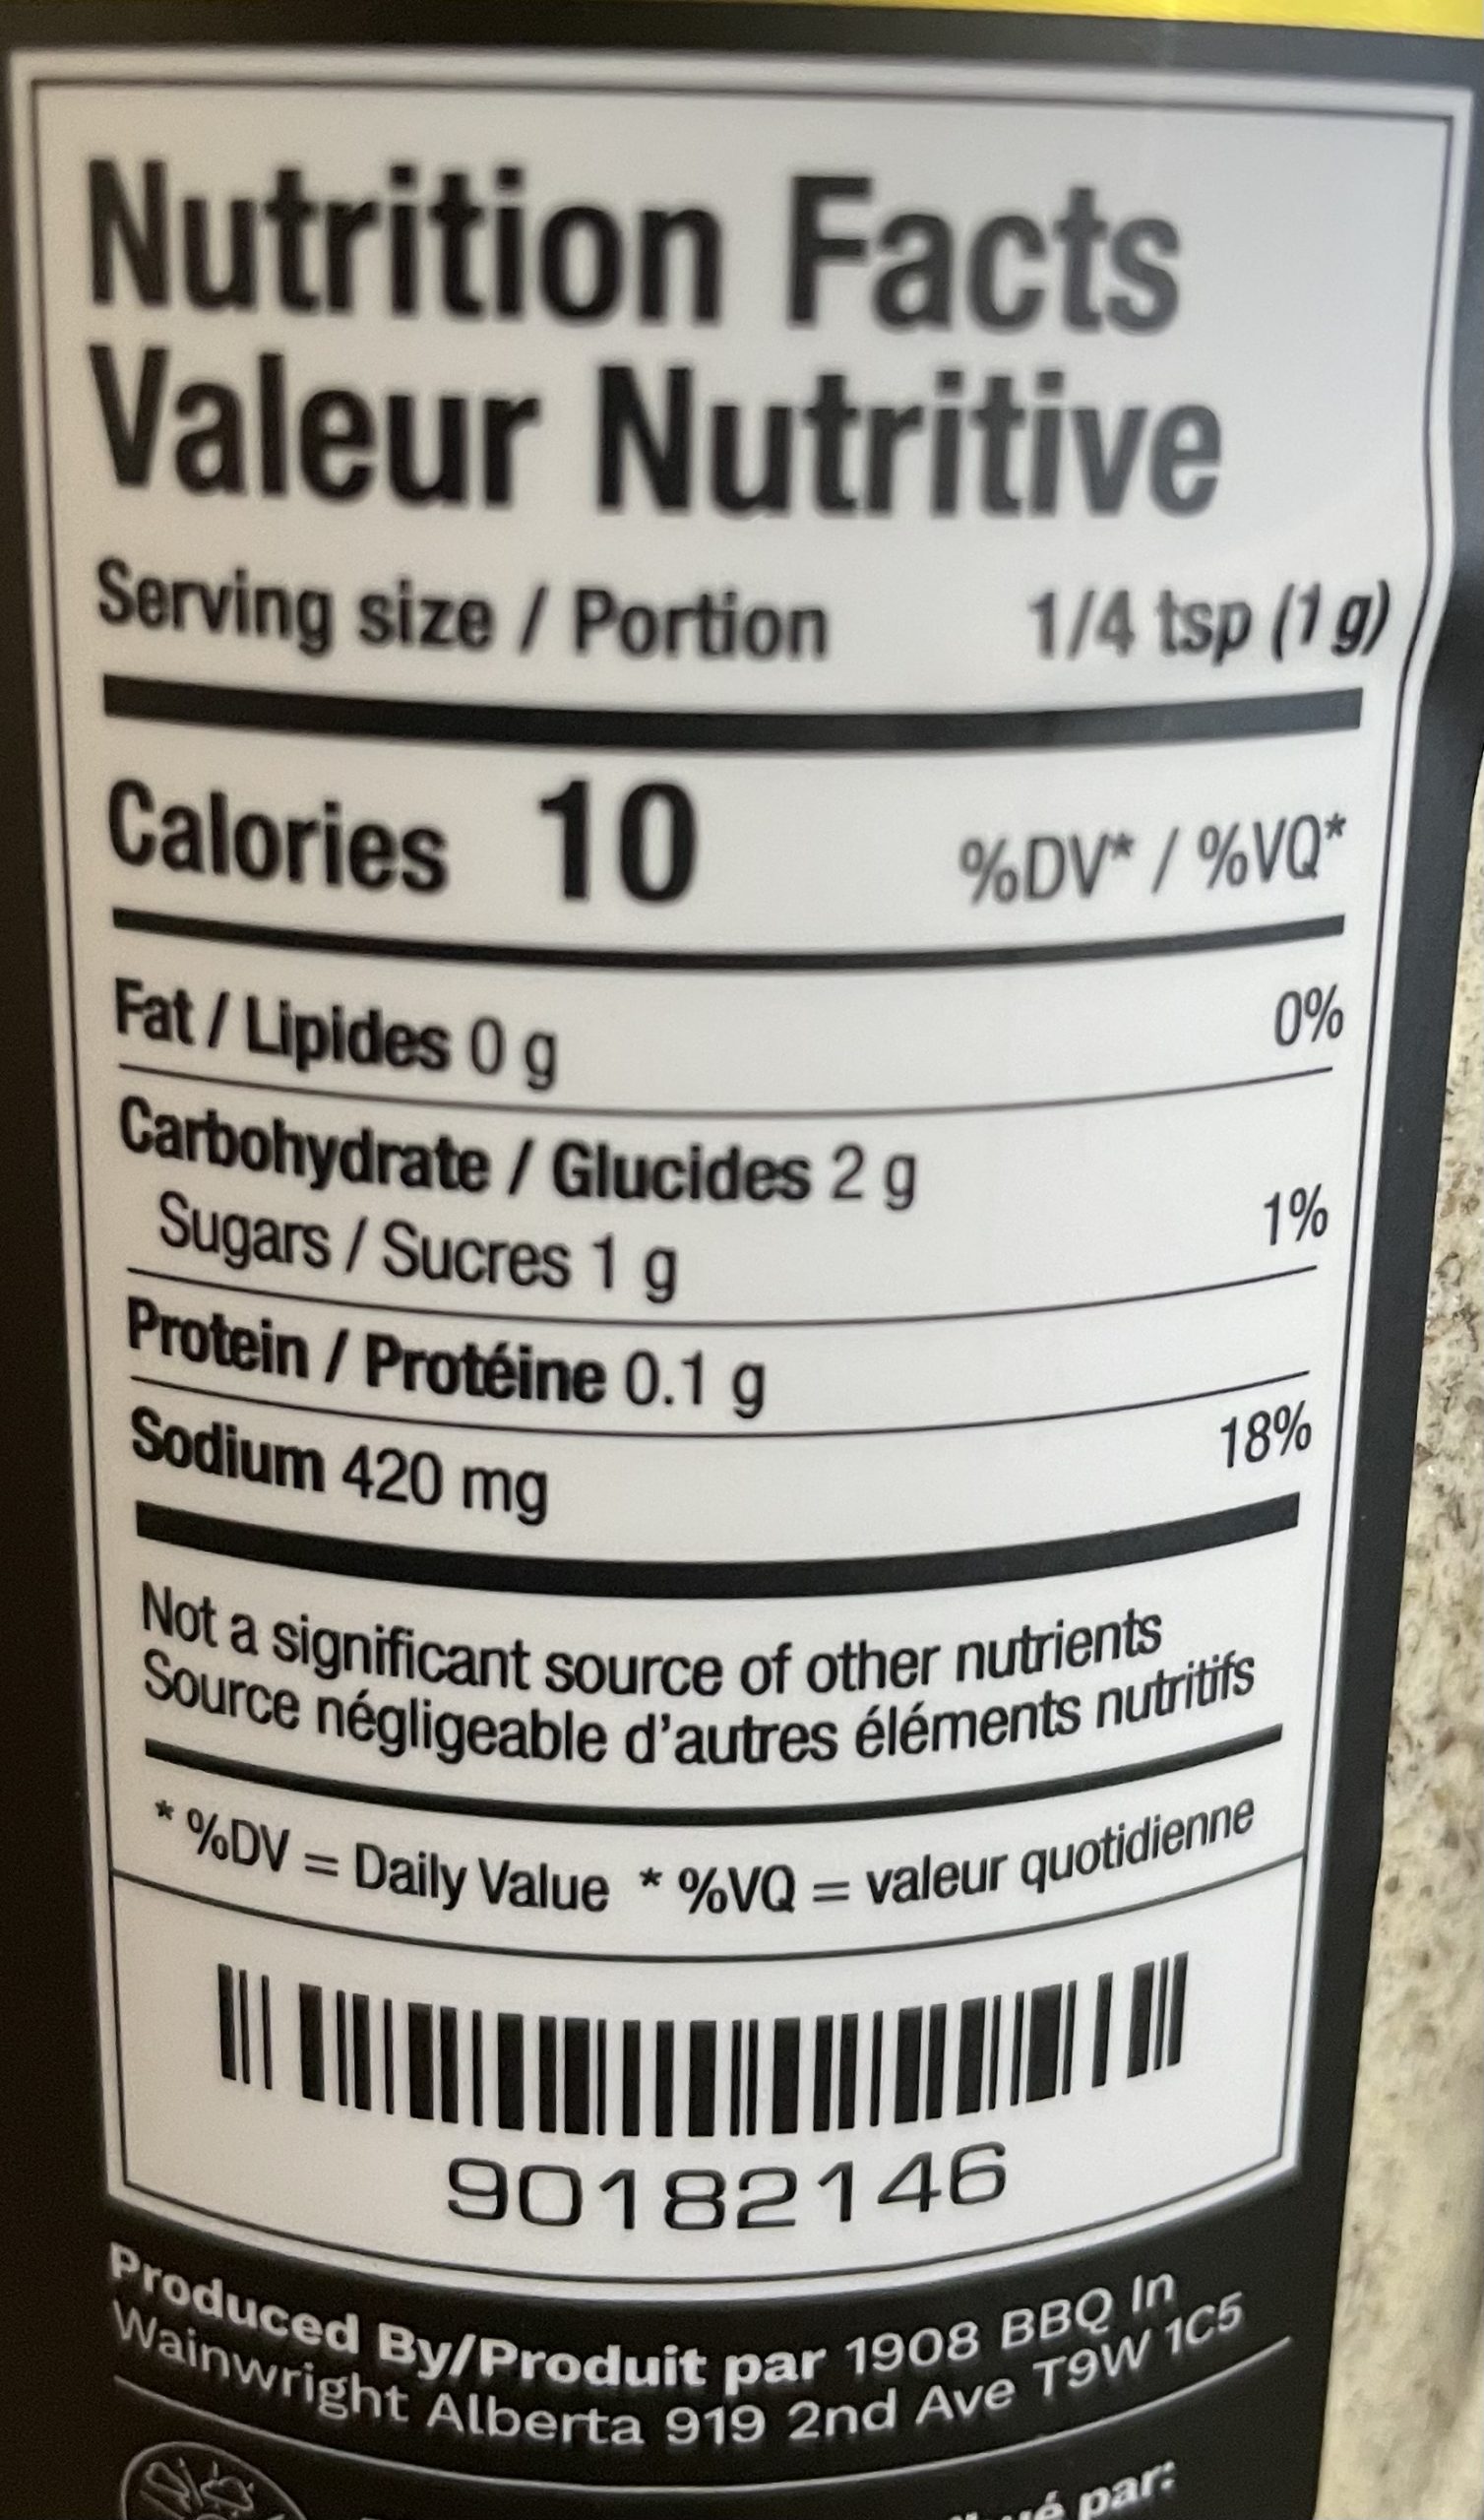 Nutrition Facts
Valeur Nutritive
Serving size / Portion 1/4 tsp (1 g)
Calories 10 %DV* / %VQ*
Fat / Lipides 0 g 0%
Carbohydrate / Glucides 2 g
Sugars / Sucres 1 g 1%
Protein / Protéine 0.1 g
Sodium 420 mg 18%
Not a significant source of other nutrients
Source négligeable d'autres éléments nutritifs
* %DV = Daily Value * %VQ = valeur quotidienne
90182146
Produced By/Produit par 1908 BBQ In
Wainwright Alberta 919 2nd Ave T9W 1C5
par: